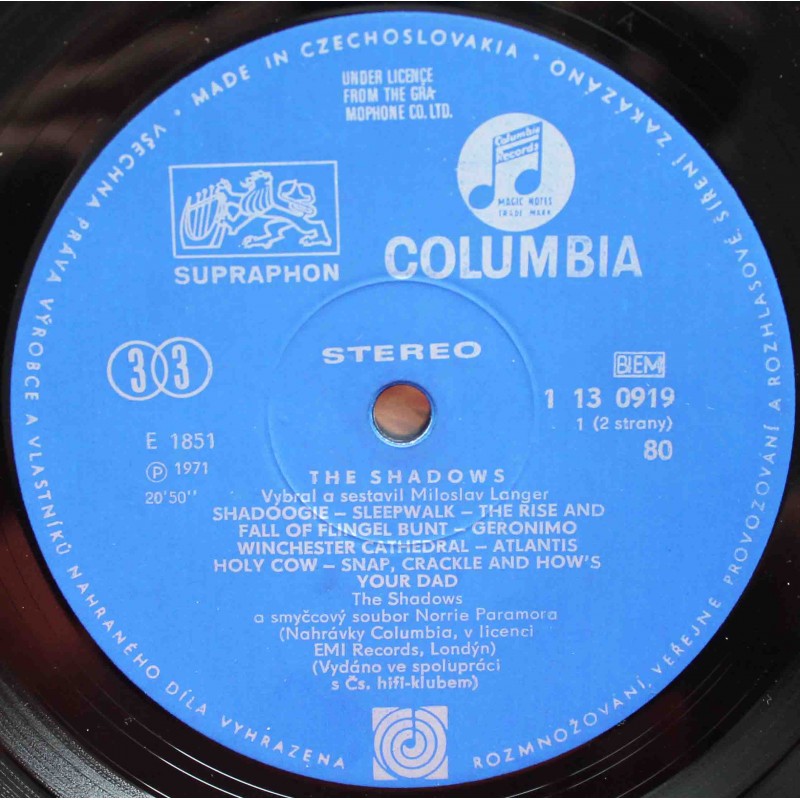 • MADE IN CZECHOSLOVAKIA •
UNDER LICENCE
FROM THE GRA-
MOPHONE CO. LTD.
Columbia
Records
MAGIC NOTES
TRADE MARK
SUPRAPHON
COLUMBIA
STEREO
33
BIEM
1 13 0919
1 (2 strany)
80
E 1851
Ⓟ 1971
20'50''
THE SHADOWS
Vybral a sestavil Miloslav Langer
SHADOOGIE – SLEEPWALK – THE RISE AND
FALL OF FLINGEL BUNT – GERONIMO
WINCHESTER CATHEDRAL – ATLANTIS
HOLY COW – SNAP, CRACKLE AND HOW'S
YOUR DAD
The Shadows
a smyčcový soubor Norrie Paramora
(Nahrávky Columbia, v licenci
EMI Records, Londýn)
(Vydáno ve spolupráci
s Čs. hifi-klubem)
VŠECHNA PRÁVA VÝROBCE A VLASTNÍKŮ NAHRANÉHO DÍLA VYHRAZENA
ROZMNOŽOVÁNÍ, VEŘEJNÉ PROVOZOVÁNÍ A ROZHLASOVÉ ŠÍŘENÍ ZAKÁZÁNO